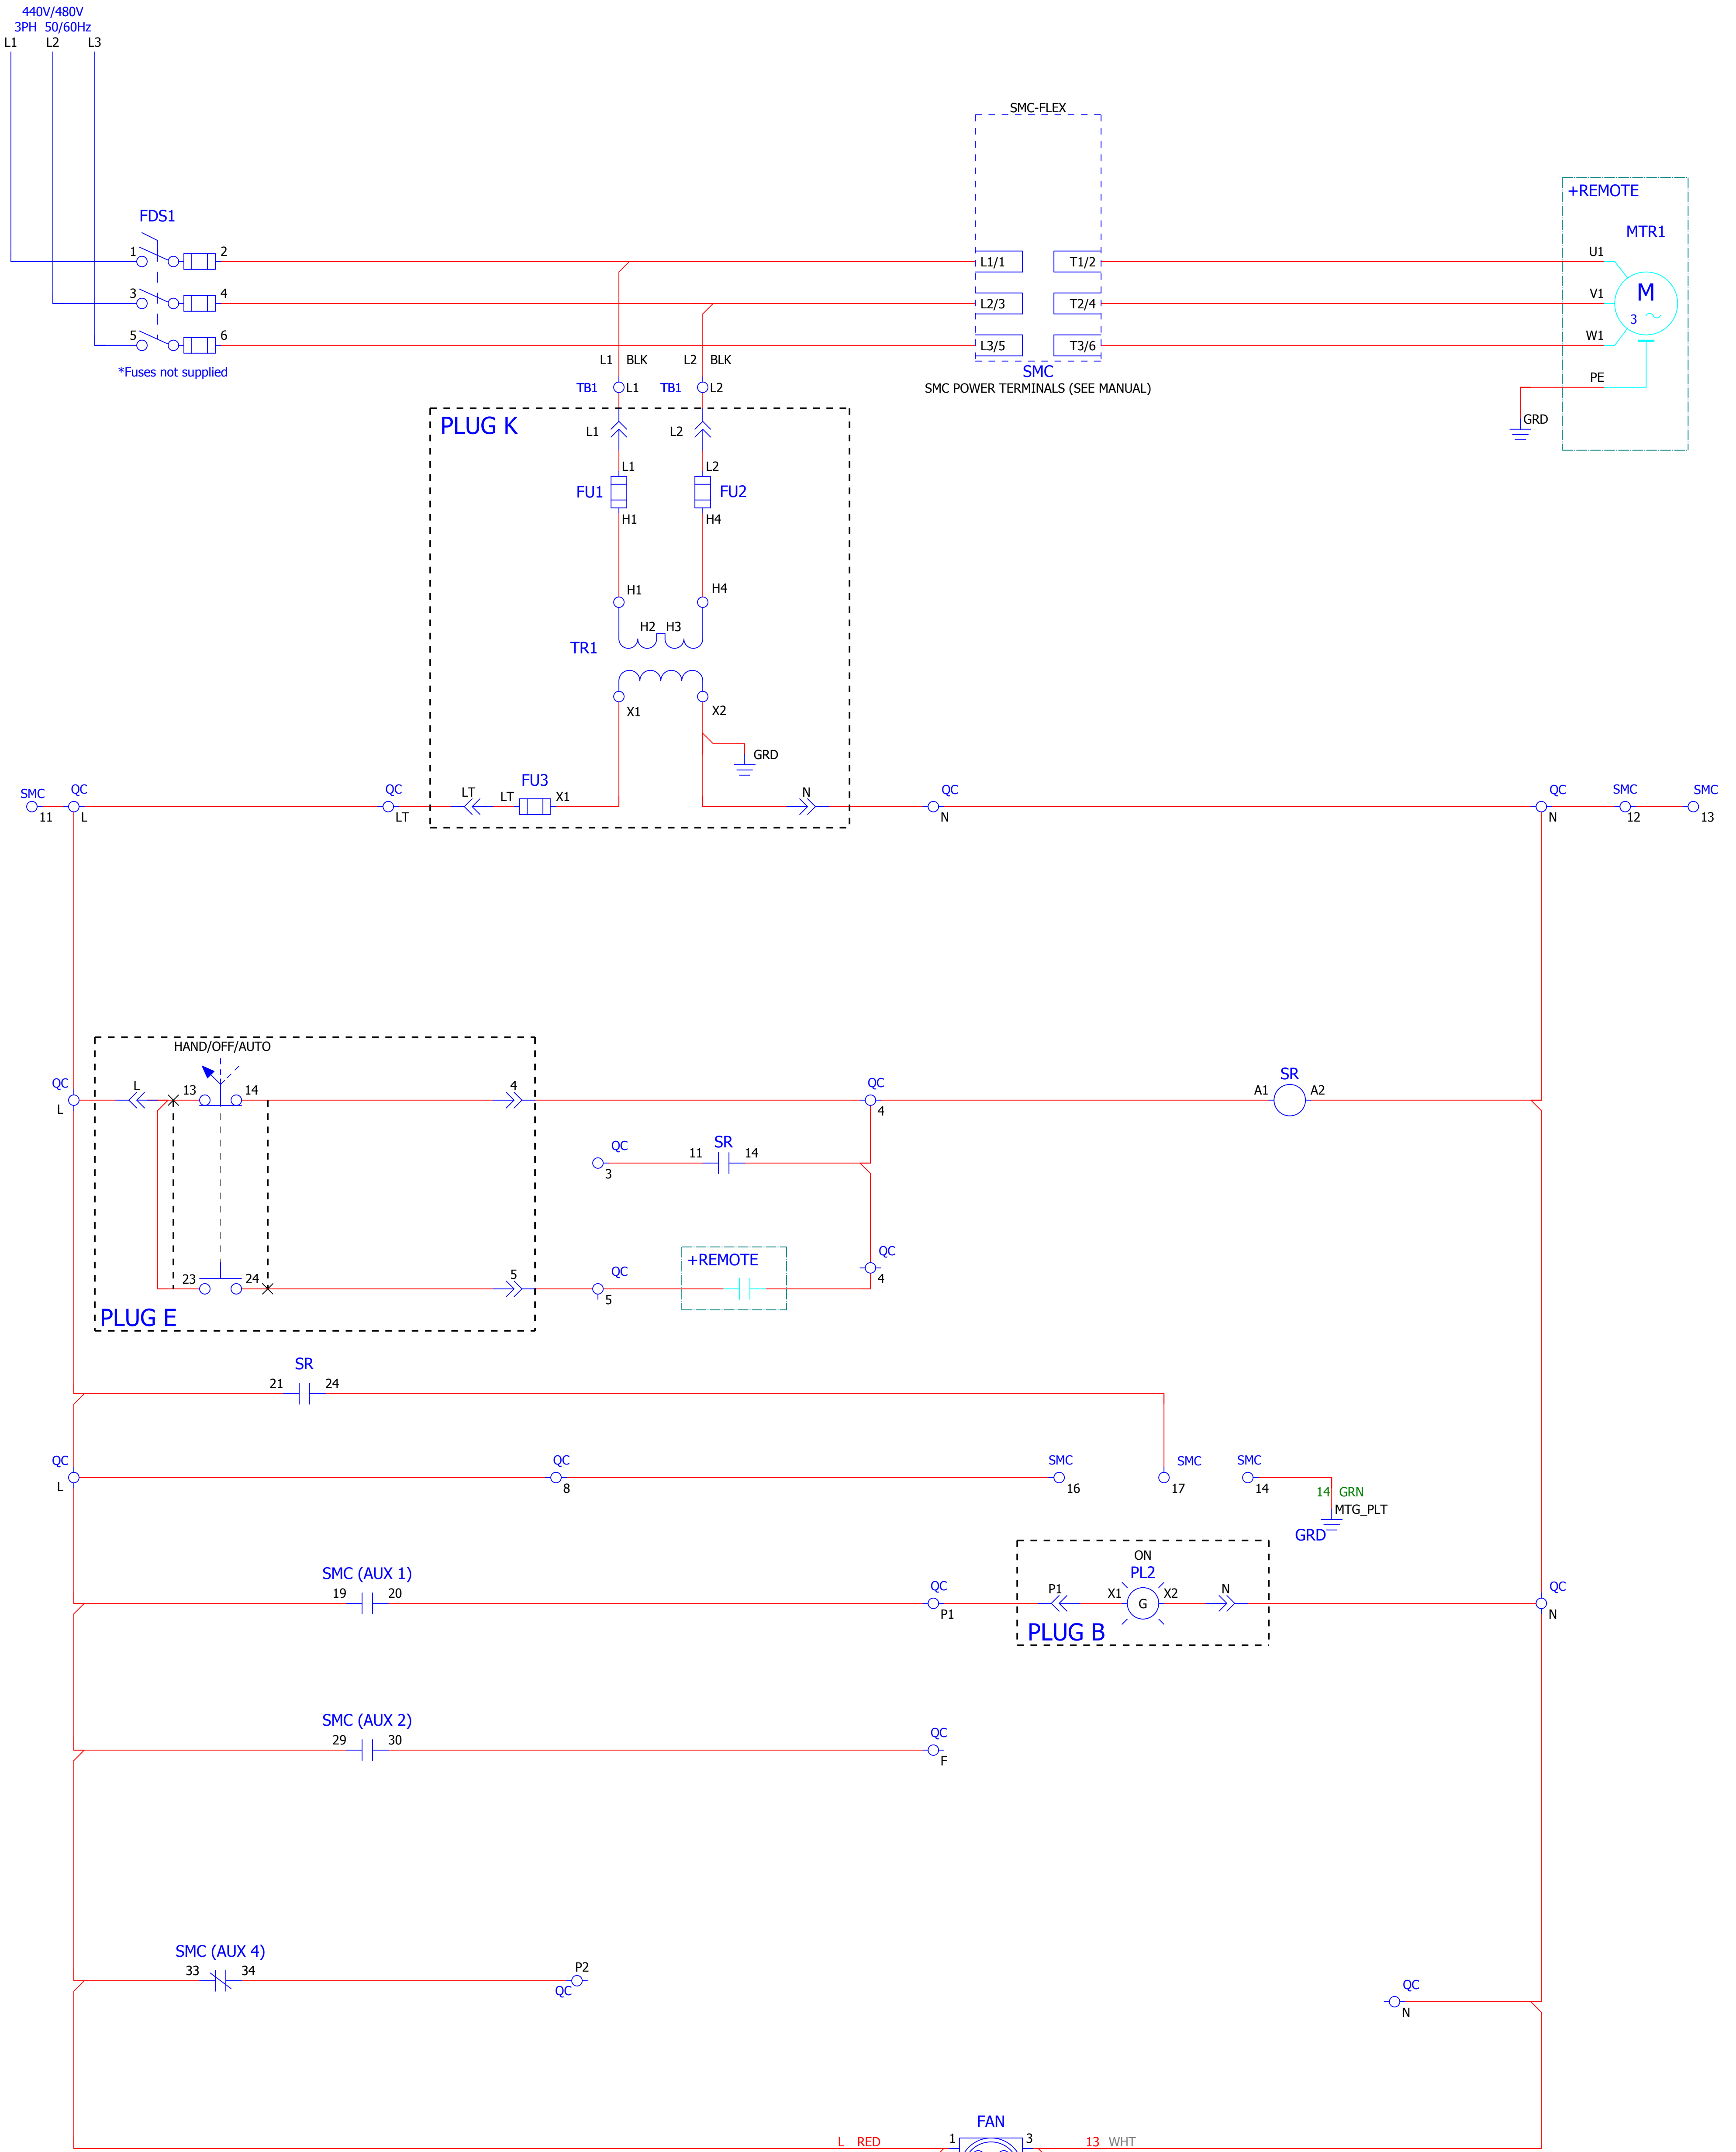 440V/480V
3PH 50/60Hz
L1 L2 L3
SMC-FLEX
+REMOTE
FDS1
MTR1
1 2
L1/1 T1/2
U1
3 4
L2/3 T2/4
V1
M
3
5 6
L3/5 T3/6
W1
*Fuses not supplied
L1 BLK L2 BLK
SMC
SMC POWER TERMINALS (SEE MANUAL)
PE
TB1 L1 TB1 L2
GRD
PLUG K
L1 L2
L1 L2
FU1 FU2
H1 H4
H1 H4
H2 H3
TR1
X1 X2
GRD
FU3
SMC QC QC
LT LT X1 N
QC QC SMC SMC
11 L LT N N 12 13
HAND/OFF/AUTO
QC L 13 14 4 QC
SR
A1 A2
L 4
QC SR
11 14
3
+REMOTE
QC
4
23 24 5 QC
5
PLUG E
SR
21 24
QC QC SMC SMC SMC
L 8 16 17 14
14 GRN
MTG_PLT
GRD
ON
PL2
SMC (AUX 1)
19 20
QC P1 X1 G X2 N QC
P1 N
PLUG B
SMC (AUX 2)
29 30
QC
F
SMC (AUX 4)
33 34
P2
QC
QC
N
FAN
L RED 1 3 13 WHT